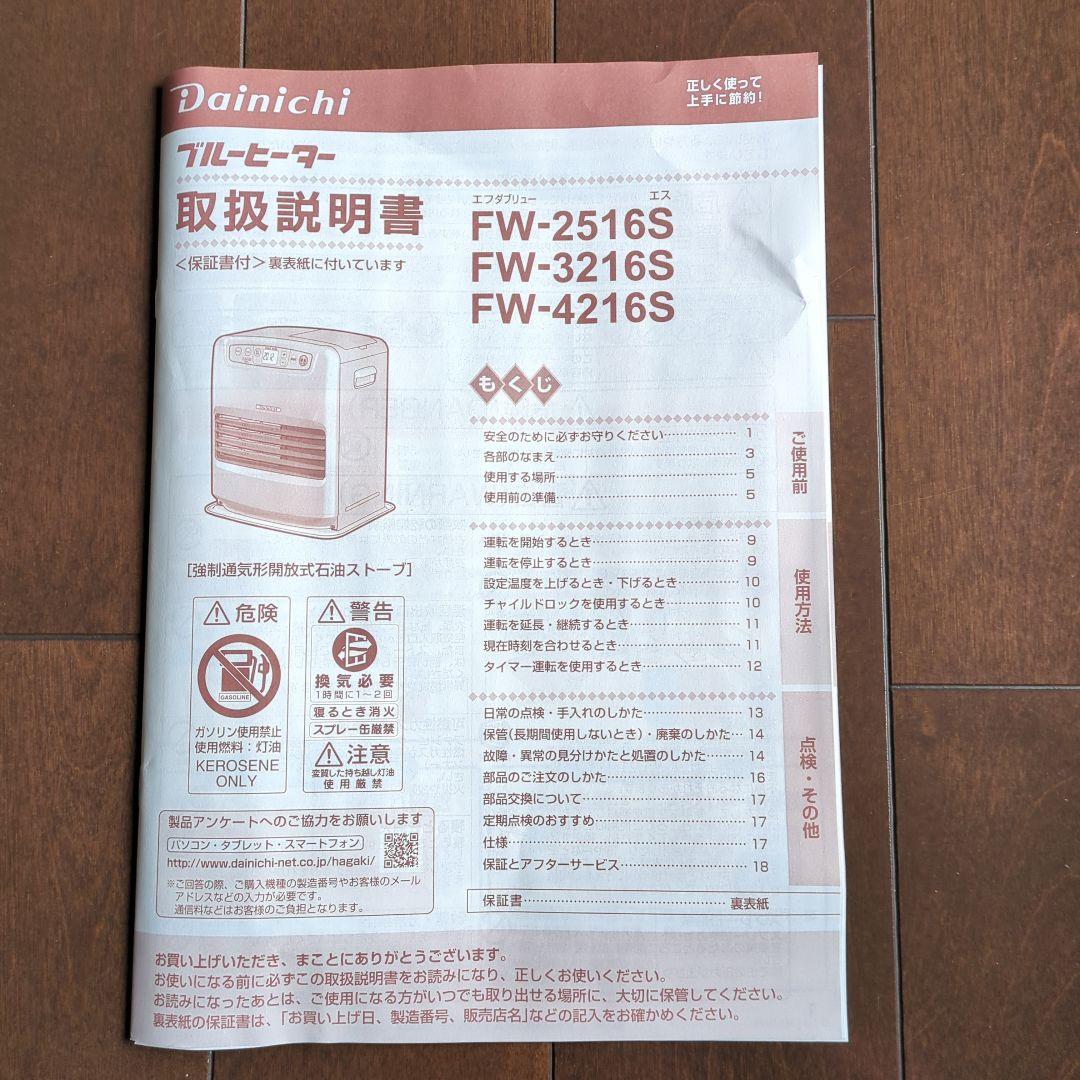 Dainichi
正しく使って
上手に節約!
ブルーヒーター
取扱説明書
<保証書付>裏表紙に付いています
エフダブリュー エス
FW-2516S
FW-3216S
FW-4216S
もくじ
安全のために必ずお守りください…………… 1
各部のなまえ…………………………………… 3
使用する場所…………………………………… 5
使用前の準備…………………………………… 5
ご使用前
運転を開始するとき…………………………… 9
運転を停止するとき…………………………… 9
設定温度を上げるとき・下げるとき………… 10
チャイルドロックを使用するとき…………… 10
運転を延長・継続するとき…………………… 11
現在時刻を合わせるとき……………………… 11
タイマー運転を使用するとき………………… 12
使用方法
日常の点検・手入れのしかた………………… 13
保管(長期間使用しないとき)・廃棄のしかた… 14
故障・異常の見分けかたと処置のしかた…… 14
部品のご注文のしかた………………………… 16
部品交換について……………………………… 17
定期点検のおすすめ…………………………… 17
仕様……………………………………………… 17
保証とアフターサービス……………………… 18
点検・その他
保証書…………………………………… 裏表紙
[強制通気形開放式石油ストーブ]
危険
GASOLINE
ガソリン使用禁止
使用燃料:灯油
KEROSENE
ONLY
警告
換気必要
1時間に1~2回
寝るとき消火
スプレー缶厳禁
注意
変質した持ち越し灯油
使用厳禁
製品アンケートへのご協力をお願いします
パソコン・タブレット・スマートフォン
http://www.dainichi-net.co.jp/hagaki/
※ご回答の際、ご購入機種の製造番号やお客様のメール
アドレスなどの入力が必要です。
通信料などはお客様のご負担となります。
お買い上げいただき、まことにありがとうございます。
お使いになる前に必ずこの取扱説明書をお読みになり、正しくお使いください。
お読みになったあとは、ご使用になる方がいつでも取り出せる場所に、大切に保管してください。
裏表紙の保証書は、「お買い上げ日、製造番号、販売店名」などの記入をお確かめください。